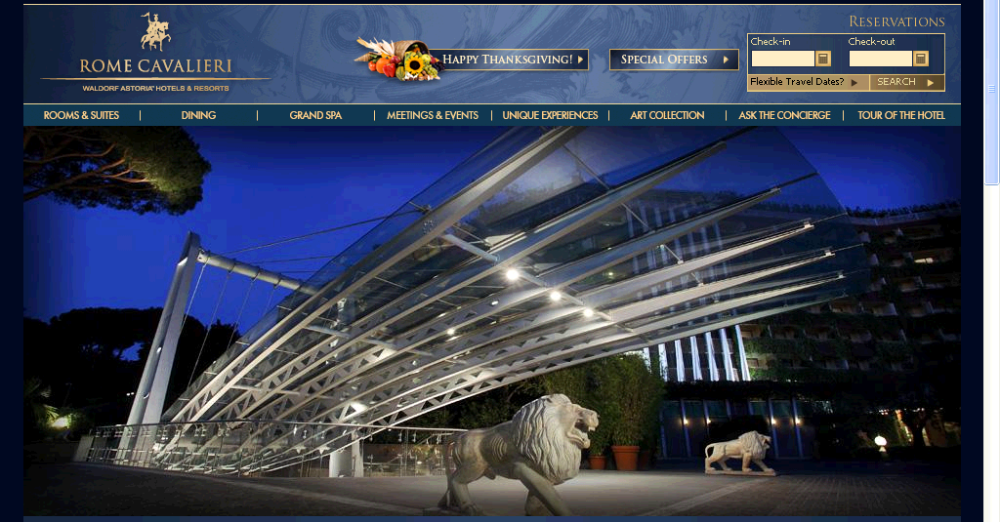 ROME CAVALIERI
WALDORF ASTORIA® HOTELS & RESORTS
HAPPY THANKSGIVING!
SPECIAL OFFERS
RESERVATIONS
Check-in
Check-out
Flexible Travel Dates?
SEARCH
ROOMS & SUITES
DINING
GRAND SPA
MEETINGS & EVENTS
UNIQUE EXPERIENCES
ART COLLECTION
ASK THE CONCIERGE
TOUR OF THE HOTEL